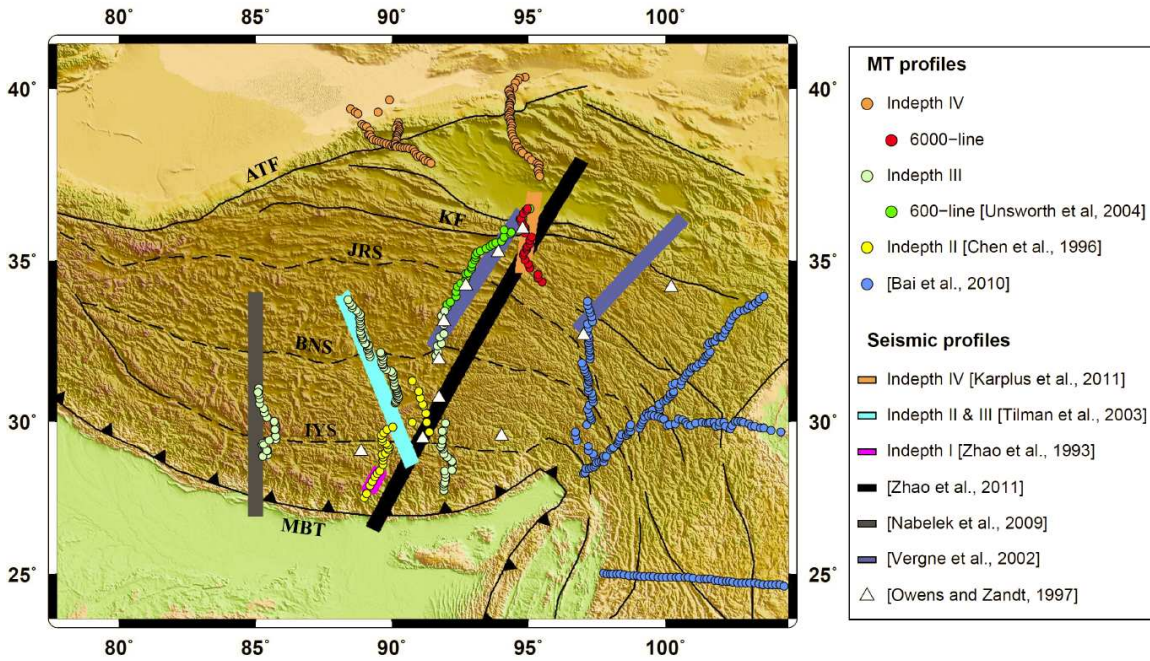 80° 85° 90° 95° 100°
40° 40°
35° 35°
30° 30°
25° 25°
80° 85° 90° 95° 100°
ATF
KF
JRS
BNS
IYS
MBT
MT profiles
Indepth IV
6000-line
Indepth III
600-line [Unsworth et al, 2004]
Indepth II [Chen et al., 1996]
[Bai et al., 2010]
Seismic profiles
Indepth IV [Karplus et al., 2011]
Indepth II & III [Tilman et al., 2003]
Indepth I [Zhao et al., 1993]
[Zhao et al., 2011]
[Nabelek et al., 2009]
[Vergne et al., 2002]
[Owens and Zandt, 1997]